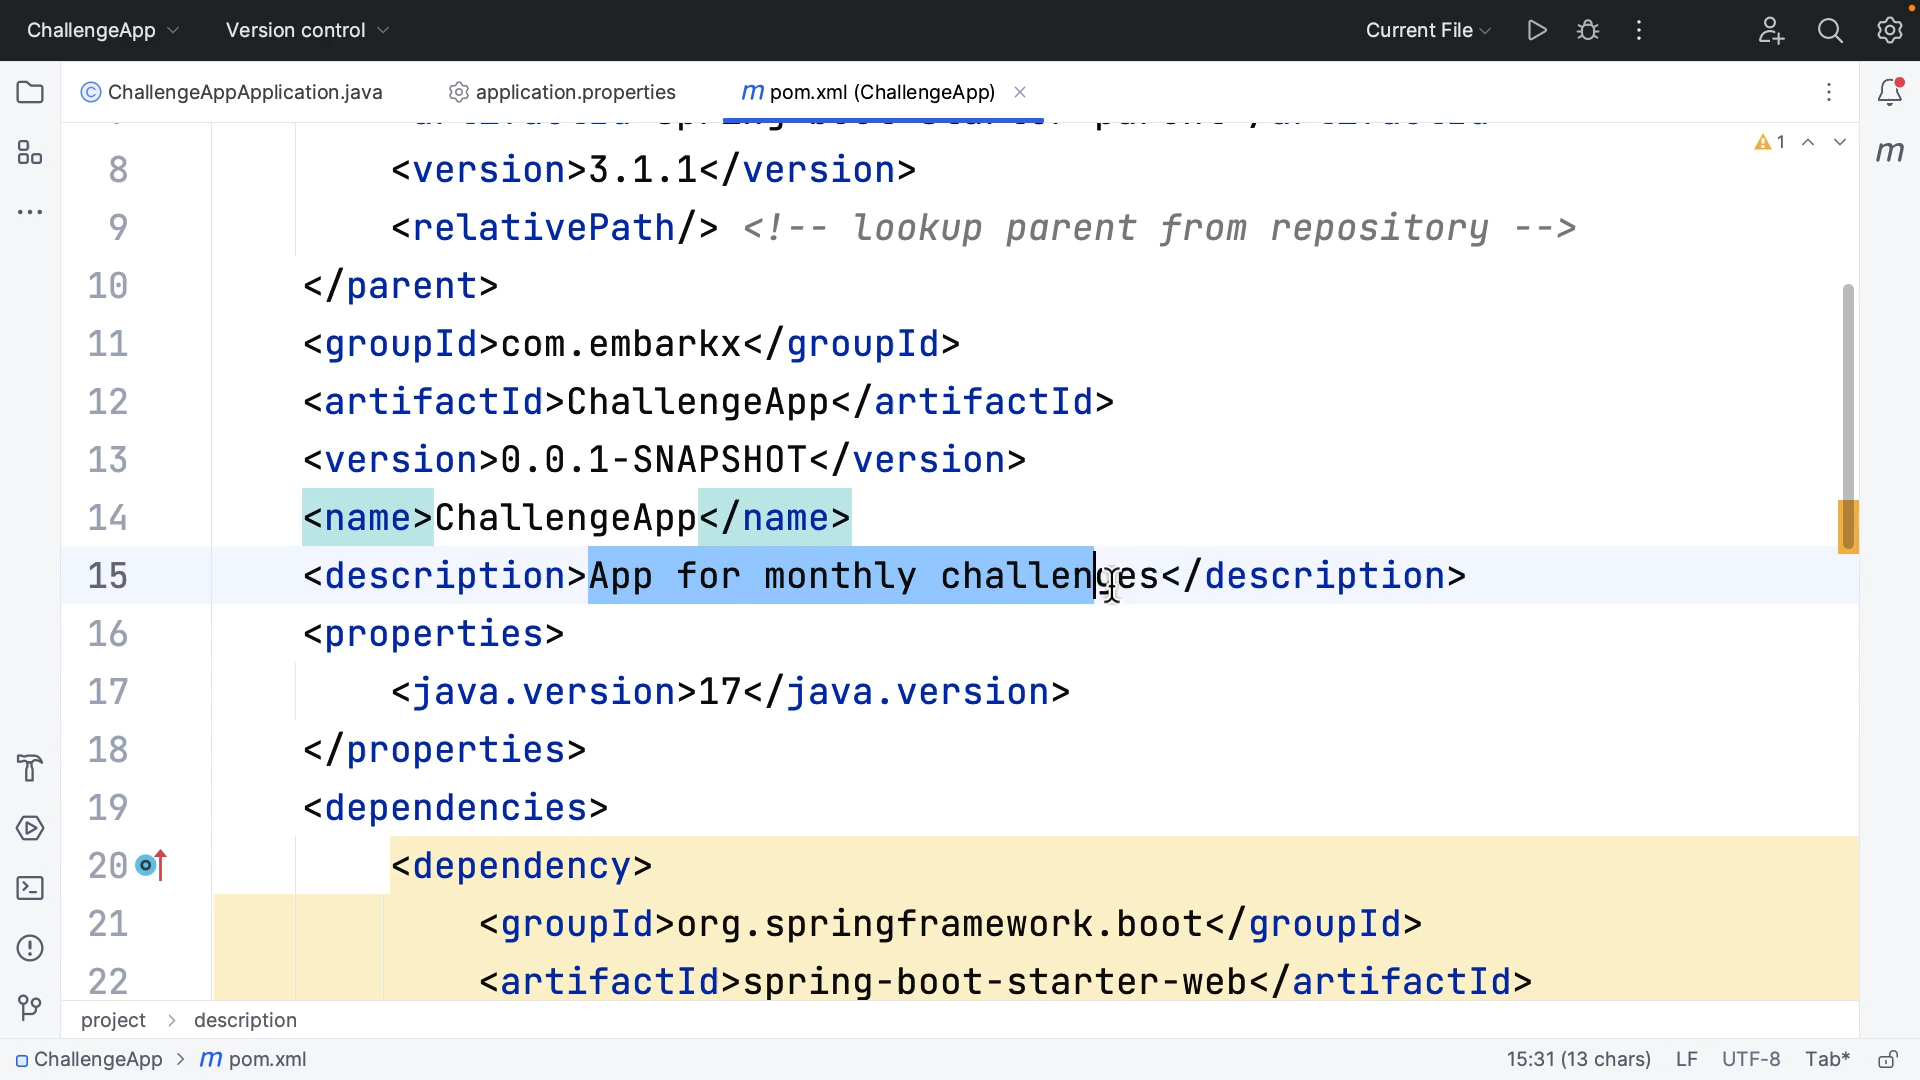 ChallengeApp
Version control
Current File
ChallengeAppApplication.java
application.properties
m pom.xml (ChallengeApp)
1
m
8 <version>3.1.1</version>
9 <relativePath/> <!-- lookup parent from repository -->
10 </parent>
11 <groupId>com.embarkx</groupId>
12 <artifactId>ChallengeApp</artifactId>
13 <version>0.0.1-SNAPSHOT</version>
14 <name>ChallengeApp</name>
15 <description>App for monthly challenges</description>
16 <properties>
17 <java.version>17</java.version>
18 </properties>
19 <dependencies>
20 <dependency>
21 <groupId>org.springframework.boot</groupId>
22 <artifactId>spring-boot-starter-web</artifactId>
project > description
ChallengeApp > m pom.xml
15:31 (13 chars) LF UTF-8 Tab*